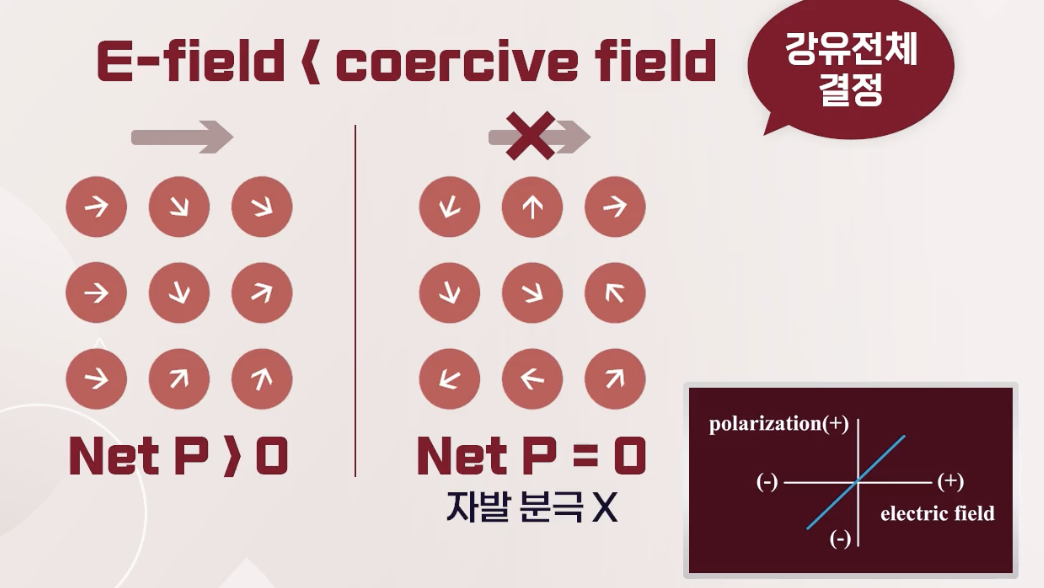 E-field ⟨ coercive field
강유전체
결정
Net P ⟩ 0
Net P = 0
자발 분극 X
polarization(+)
(-)
(+)
electric field
(-)